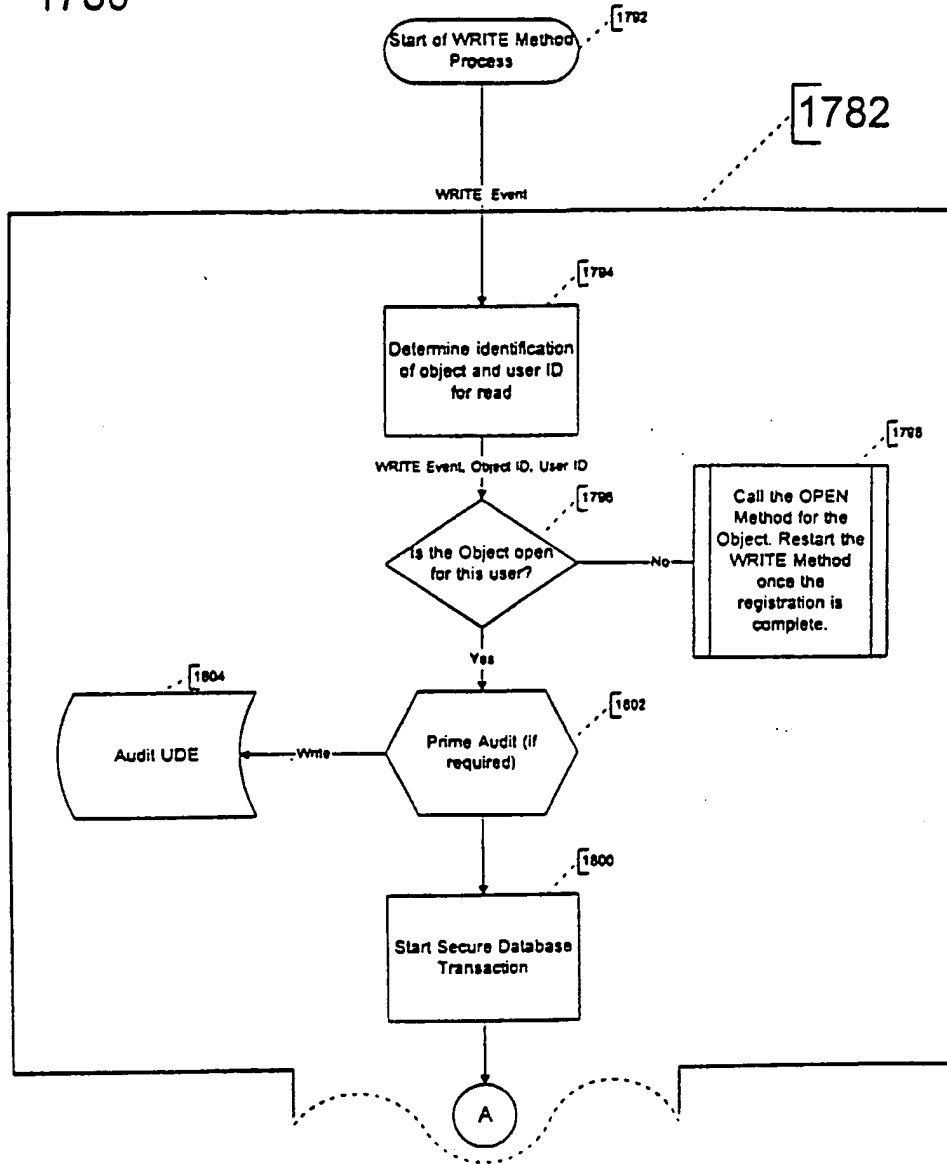 1780
1792
Start of WRITE Method
Process
1782
WRITE Event
1794
Determine identification
of object and user ID
for read
WRITE Event, Object ID, User ID
1796
1798
Is the Object open
for this user?
No
Call the OPEN
Method for the
Object. Restart the
WRITE Method
once the
registration is
complete.
Yes
1804
1802
Audit UDE
Write
Prime Audit (if
required)
1800
Start Secure Database
Transaction
A